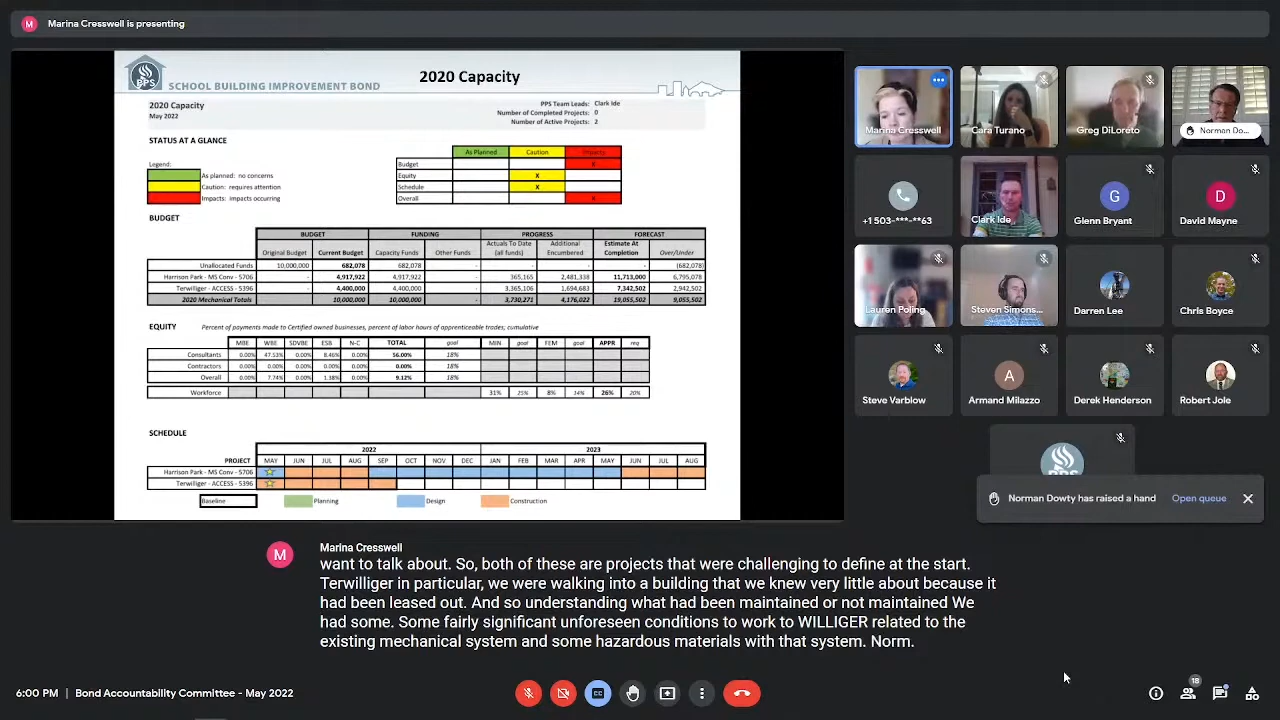 M Marina Cresswell is presenting
PPS SCHOOL BUILDING IMPROVEMENT BOND
2020 Capacity
2020 Capacity
May 2022
PPS Team Leads: Clark Ide
Number of Completed Projects: 0
Number of Active Projects: 2
STATUS AT A GLANCE
As Planned Caution Impacts
Legend:
Budget X
As planned: no concerns
Equity X
Caution: requires attention
Schedule X
Impacts: impacts occurring
Overall X
BUDGET
BUDGET FUNDING PROGRESS FORECAST
Original Budget Current Budget Capacity Funds Other Funds Actuals To Date (all funds) Additional Encumbered Estimate At Completion Over/Under
Unallocated Funds 10,000,000 682,078 682,078 - - (682,078)
Harrison Park - MS Conv - 5706 - 4,917,922 4,917,922 - 365,165 2,481,338 11,713,000 6,795,078
Terwilliger - ACCESS - 5396 - 4,400,000 4,400,000 - 3,365,106 1,694,683 7,342,502 2,942,502
2020 Mechanical Totals 10,000,000 10,000,000 - 3,730,271 4,176,022 19,055,502 9,055,502
EQUITY Percent of payments made to Certified owned businesses, percent of labor hours of apprenticeable trades; cumulative
MBE WBE SDVBE ESB N-C TOTAL goal MIN goal FEM goal APPR req
Consultants 0.00% 47.53% 0.00% 8.46% 0.00% 56.00% 18%
Contractors 0.00% 0.00% 0.00% 0.00% 0.00% 0.00% 18%
Overall 0.00% 7.74% 0.00% 1.38% 0.00% 9.12% 18%
Workforce 31% 25% 8% 14% 26% 20%
SCHEDULE
2022 2023
PROJECT MAY JUN JUL AUG SEP OCT NOV DEC JAN FEB MAR APR MAY JUN JUL AUG
Harrison Park - MS Conv - 5706
Terwilliger - ACCESS - 5396
Baseline Planning Design Construction
Marina Cresswell
Cara Turano
Greg DiLoreto
Norman Do...
+1 503-***-**63
Clark Ide
G
Glenn Bryant
D
David Mayne
Lauren Poling
Steven Simons...
Darren Lee
Chris Boyce
Steve Varblow
A
Armand Milazzo
Derek Henderson
Robert Jole
PPS
Norman Dowty has raised a hand Open queue
M
Marina Cresswell
want to talk about. So, both of these are projects that were challenging to define at the start.
Terwilliger in particular, we were walking into a building that we knew very little about because it
had been leased out. And so understanding what had been maintained or not maintained We
had some. Some fairly significant unforeseen conditions to work to WILLIGER related to the
existing mechanical system and some hazardous materials with that system. Norm.
6:00 PM | Bond Accountability Committee - May 2022
CC
18